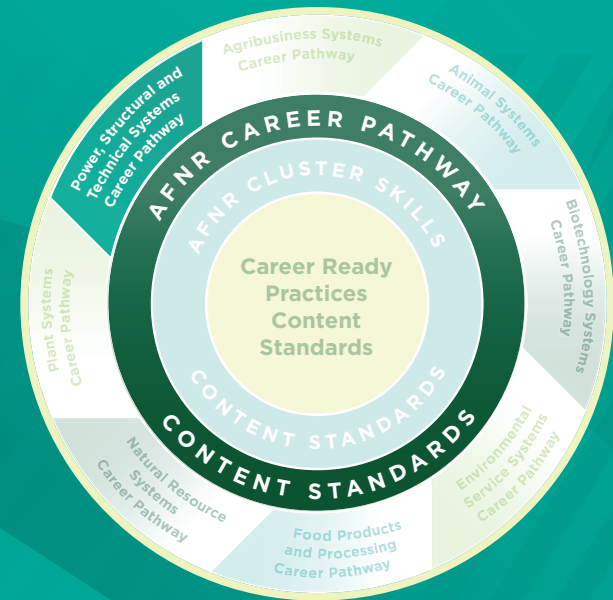 Agribusiness Systems
Career Pathway
Animal Systems
Career Pathway
Biotechnology Systems
Career Pathway
Environmental
Service Systems
Career Pathway
Food Products
and Processing
Career Pathway
Natural Resource
Systems
Career Pathway
Plant Systems
Career Pathway
Power, Structural and
Technical Systems
Career Pathway
AFNR CAREER PATHWAY
CONTENT STANDARDS
AFNR CLUSTER SKILLS
CONTENT STANDARDS
Career Ready
Practices
Content
Standards